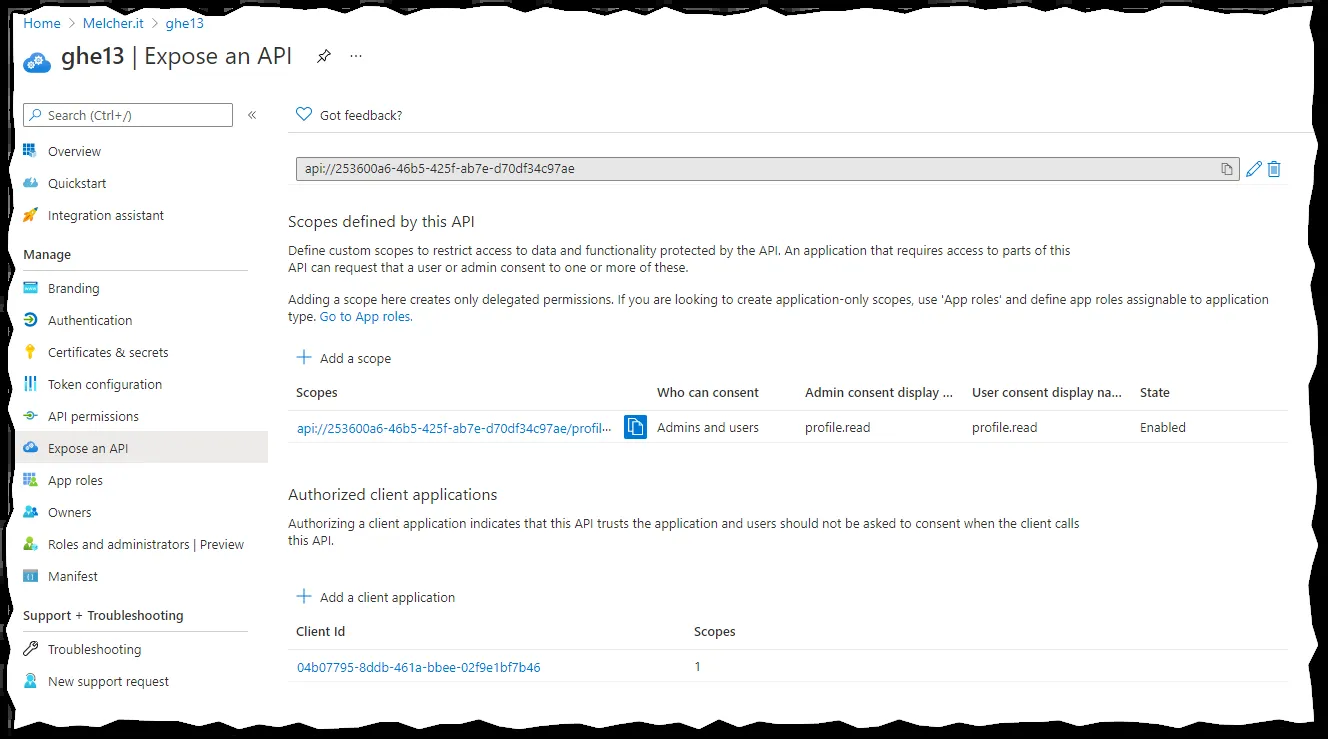 Home > Melcher.it > ghe13
ghe13 | Expose an API
Search (Ctrl+/)
Overview
Quickstart
Integration assistant
Manage
Branding
Authentication
Certificates & secrets
Token configuration
API permissions
Expose an API
App roles
Owners
Roles and administrators | Preview
Manifest
Support + Troubleshooting
Troubleshooting
New support request
Got feedback?
api://253600a6-46b5-425f-ab7e-d70df34c97ae
Scopes defined by this API
Define custom scopes to restrict access to data and functionality protected by the API. An application that requires access to parts of this
API can request that a user or admin consent to one or more of these.
Adding a scope here creates only delegated permissions. If you are looking to create application-only scopes, use 'App roles' and define app roles assignable to application
type. Go to App roles.
Add a scope
Scopes Who can consent Admin consent display ... User consent display na... State
api://253600a6-46b5-425f-ab7e-d70df34c97ae/profil... Admins and users profile.read profile.read Enabled
Authorized client applications
Authorizing a client application indicates that this API trusts the application and users should not be asked to consent when the client calls
this API.
Add a client application
Client Id Scopes
04b07795-8ddb-461a-bbee-02f9e1bf7b46 1